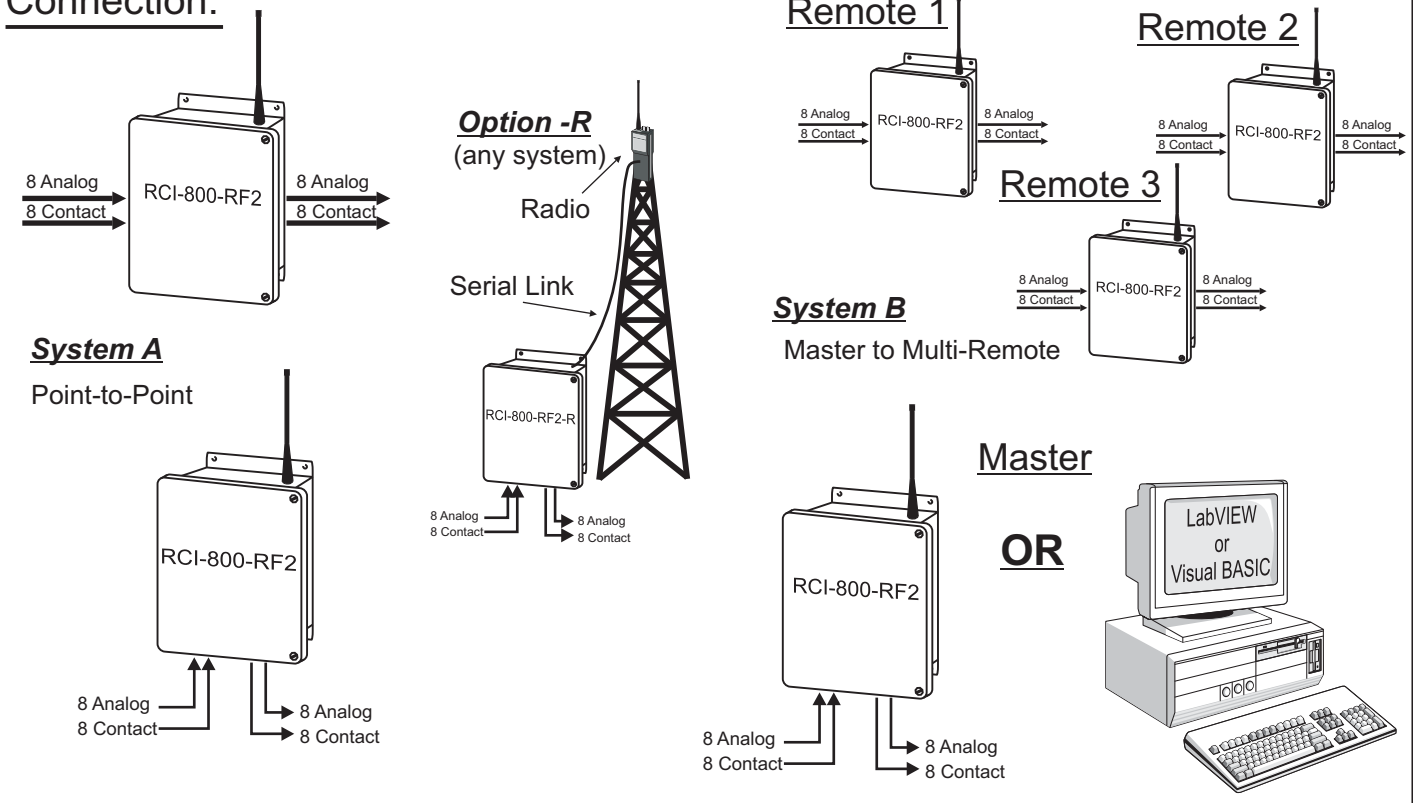 Connection:
8 Analog
8 Contact
RCI-800-RF2
8 Analog
8 Contact
System A
Point-to-Point
RCI-800-RF2
8 Analog
8 Contact
8 Analog
8 Contact
Option -R
(any system)
Radio
Serial Link
RCI-800-RF2-R
8 Analog
8 Contact
8 Analog
8 Contact
Remote 1
8 Analog
8 Contact
RCI-800-RF2
8 Analog
8 Contact
Remote 2
8 Analog
8 Contact
RCI-800-RF2
8 Analog
8 Contact
Remote 3
8 Analog
8 Contact
RCI-800-RF2
8 Analog
8 Contact
System B
Master to Multi-Remote
RCI-800-RF2
8 Analog
8 Contact
8 Analog
8 Contact
Master
OR
LabVIEW
or
Visual BASIC